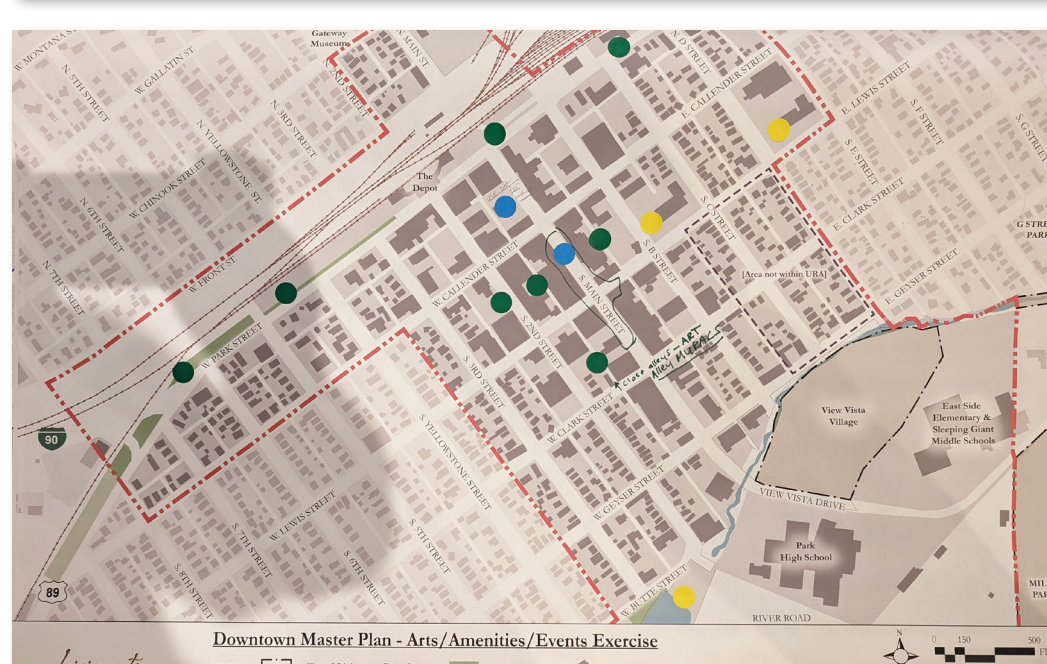 Gateway
Museum
N MAIN ST
N D STREET
W. MONTANA ST
W. GALLATIN ST.
N. 5TH STREET
N. 2ND STREET
E. CALLENDER STREET
E. LEWIS STREET
N. 3RD STREET
S. F STREET
S. G STREET
N. YELLOWSTONE ST.
S. E STREET
W. CHINOOK STREET
The
Depot
N. 6TH STREET
E. CLARK STREET
S. C STREET
G STRE
PARK
W. FRONT ST.
N. 7TH STREET
S. B STREET
[Area not within URA]
E. GEYSER STREET
W. CALLENDER STREET
S. MAIN STREET
W. PARK STREET
S. 2ND STREET
close alleys - ART
Alley MURALS
S. 3RD STREET
W. CLARK STREET
View Vista
Village
East Side
Elementary &
Sleeping Giant
Middle Schools
90
S. YELLOWSTONE STREET
W. GEYSER STREET
VIEW VISTA DRIVE
W. LEWIS STREET
S. 5TH STREET
S. 7TH STREET
S. 6TH STREET
S. 8TH STREET
Park
High School
W. BUTTE STREET
89
MIL
PAR
RIVER ROAD
Downtown Master Plan - Arts/Amenities/Events Exercise
N
0 150 500